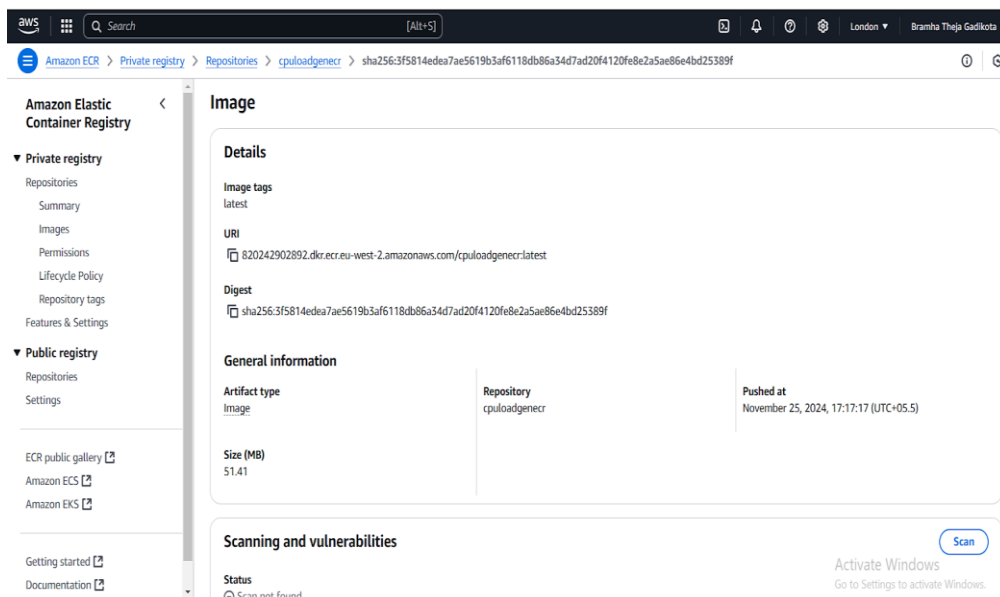 aws
Search [Alt+S]
London ▼ Bramha Theja Gadikota
Amazon ECR > Private registry > Repositories > cpuloadgenecr > sha256:3f5814edea7ae5619b3af6118db86a34d7ad20f4120fe8e2a5ae86e4bd25389f
Amazon Elastic
Container Registry
Private registry
Repositories
Summary
Images
Permissions
Lifecycle Policy
Repository tags
Features & Settings
Public registry
Repositories
Settings
ECR public gallery
Amazon ECS
Amazon EKS
Getting started
Documentation
Image
Details
Image tags
latest
URI
820242902892.dkr.ecr.eu-west-2.amazonaws.com/cpuloadgenecr:latest
Digest
sha256:3f5814edea7ae5619b3af6118db86a34d7ad20f4120fe8e2a5ae86e4bd25389f
General information
Artifact type
Image
Repository
cpuloadgenecr
Pushed at
November 25, 2024, 17:17:17 (UTC+05.5)
Size (MB)
51.41
Scanning and vulnerabilities
Scan
Status
Scan not found
Activate Windows
Go to Settings to activate Windows.